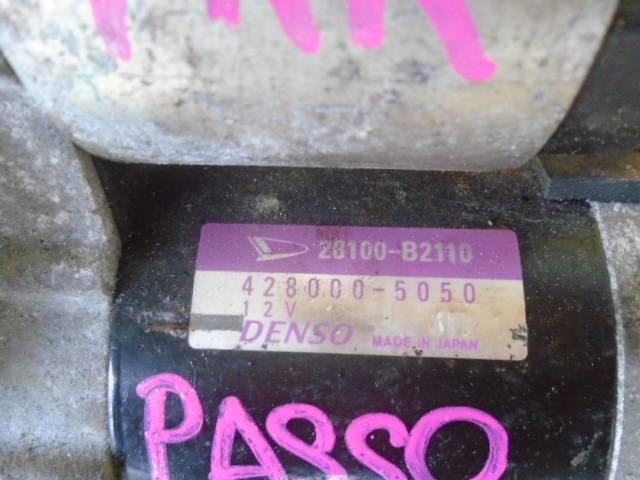 28100-B2110
428000-5050
12V
DENSO MADE IN JAPAN
PASSO